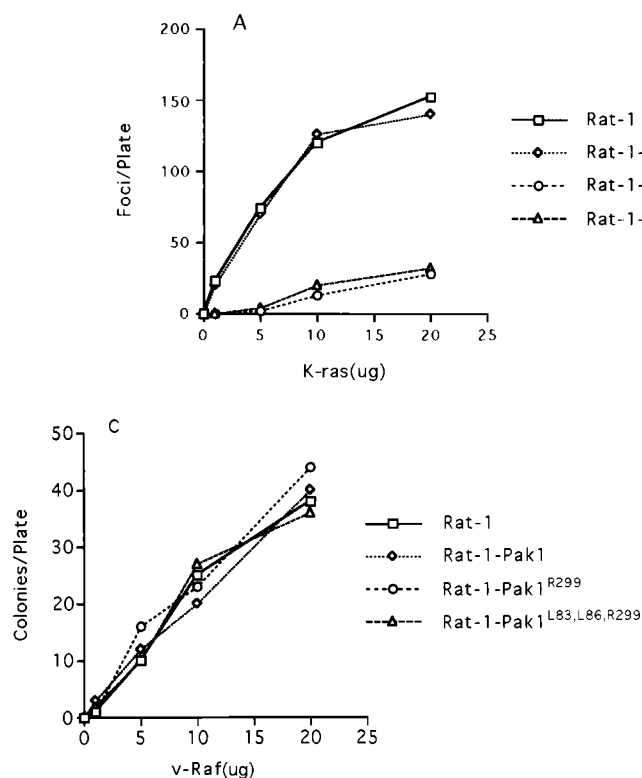 A
200
150
100
50
0
Foci/Plate
0 5 10 15 20 25
K-ras(ug)
Rat-1
Rat-1-
Rat-1-
Rat-1-
C
50
40
30
20
10
0
Colonies/Plate
0 5 10 15 20 25
v-Raf(ug)
Rat-1
Rat-1-Pak1
Rat-1-Pak1R299
Rat-1-Pak1L83,L86,R299